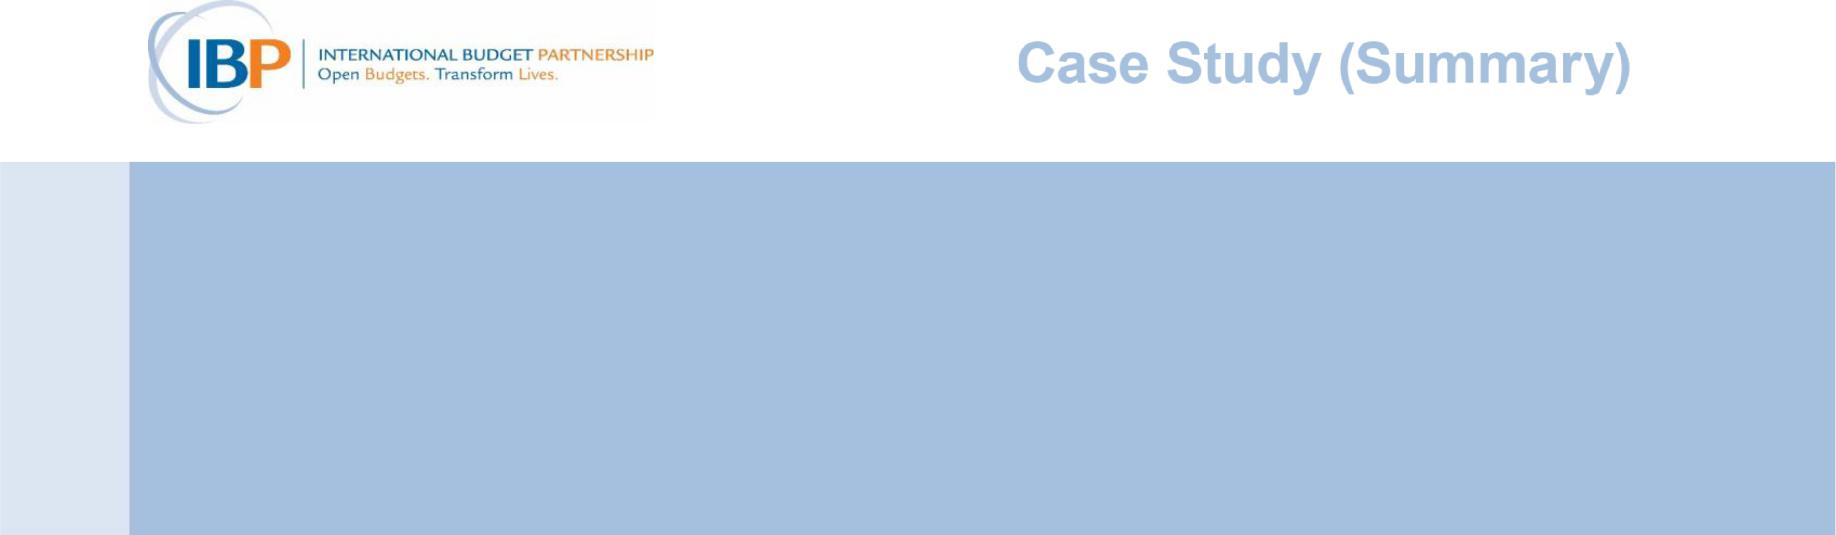 IBP
INTERNATIONAL BUDGET PARTNERSHIP
Open Budgets. Transform Lives.
Case Study (Summary)